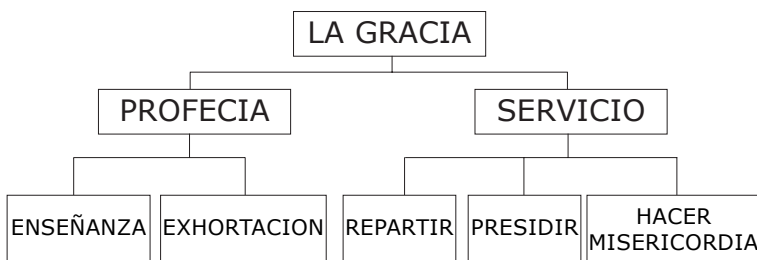 LA GRACIA
PROFECIA
SERVICIO
ENSEÑANZA
EXHORTACION
REPARTIR
PRESIDIR
HACER
MISERICORDIA